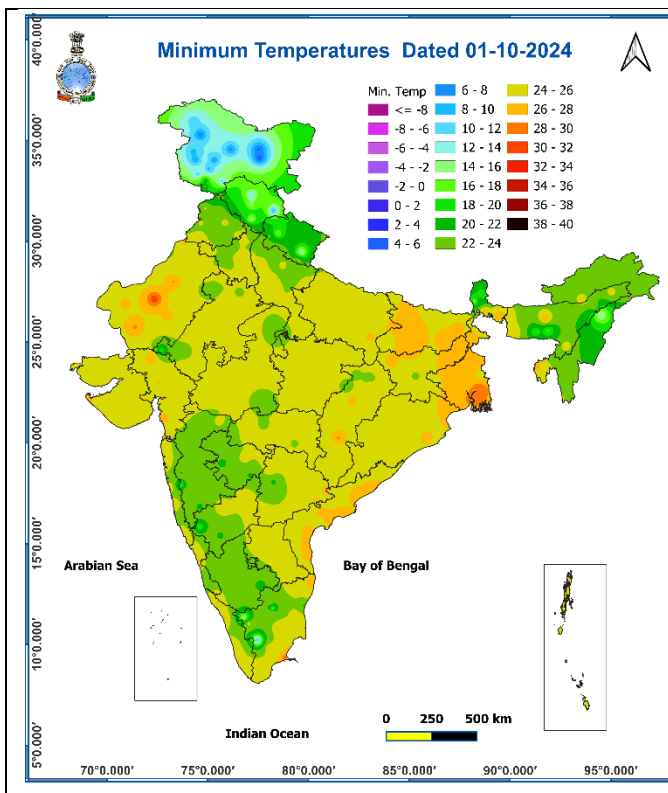 Minimum Temperatures Dated 01-10-2024
Min. Temp
<= -8
-8 - -6
-6 - -4
-4 - -2
-2 - 0
0 - 2
2 - 4
4 - 6
6 - 8
8 - 10
10 - 12
12 - 14
14 - 16
16 - 18
18 - 20
20 - 22
22 - 24
24 - 26
26 - 28
28 - 30
30 - 32
32 - 34
34 - 36
36 - 38
38 - 40
40°0.000'
35°0.000'
30°0.000'
25°0.000'
20°0.000'
15°0.000'
10°0.000'
5°0.000'
Arabian Sea
Bay of Bengal
Indian Ocean
0 250 500 km
70°0.000' 75°0.000' 80°0.000' 85°0.000' 90°0.000' 95°0.000'